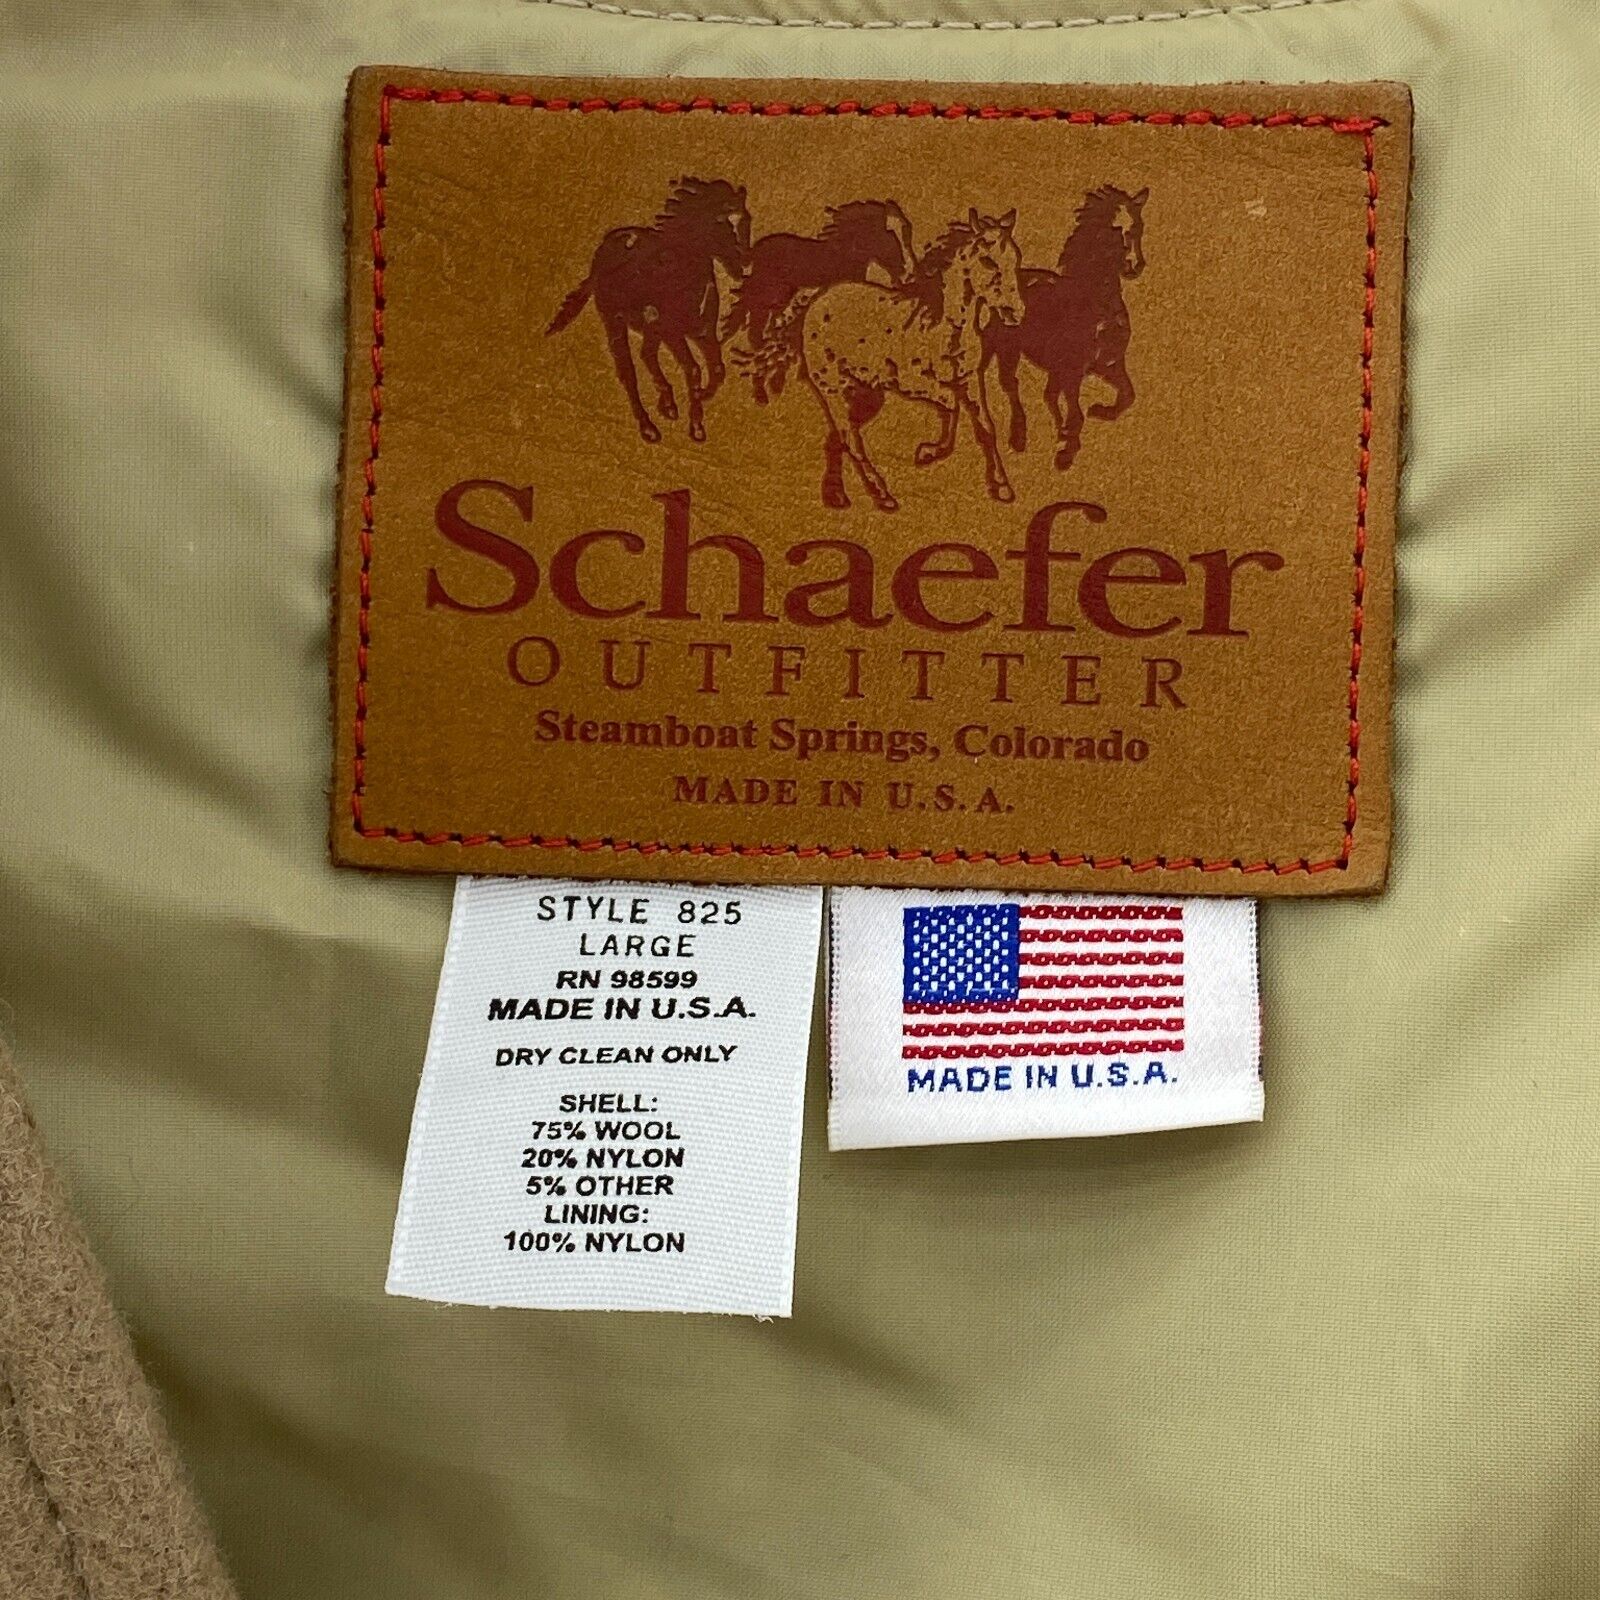 Schaefer
OUTFITTER
Steamboat Springs, Colorado
MADE IN U.S.A.
STYLE 825
LARGE
RN 98599
MADE IN U.S.A.
DRY CLEAN ONLY
SHELL:
75% WOOL
20% NYLON
5% OTHER
LINING:
100% NYLON
MADE IN U.S.A.